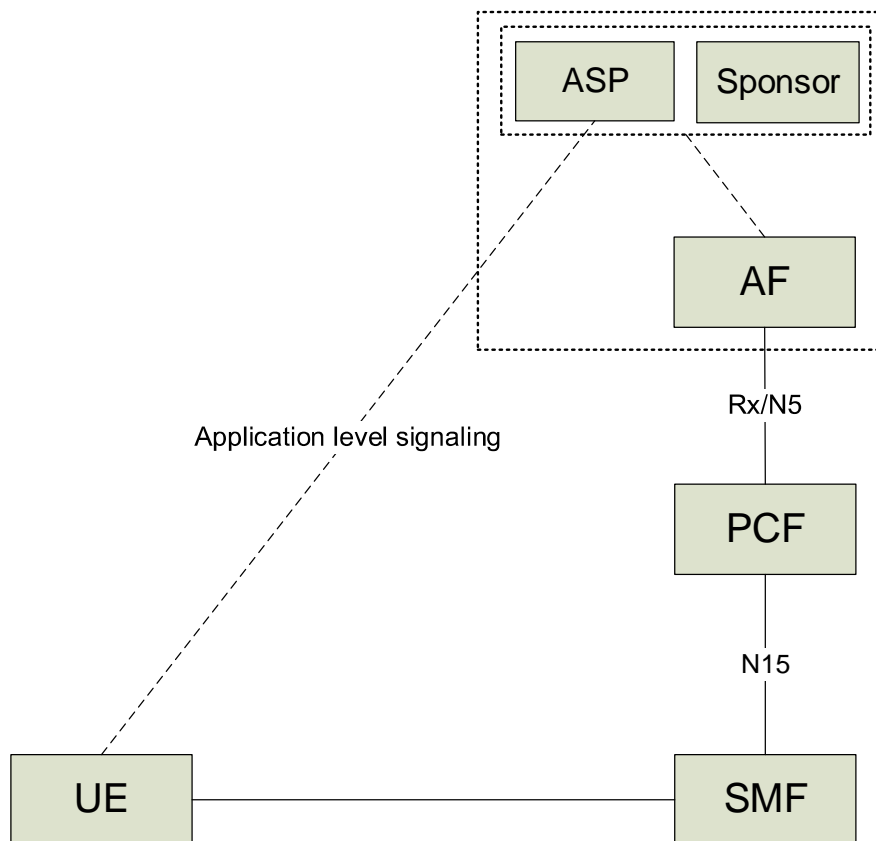 ASP
Sponsor
AF
Rx/N5
Application level signaling
PCF
N15
UE
SMF